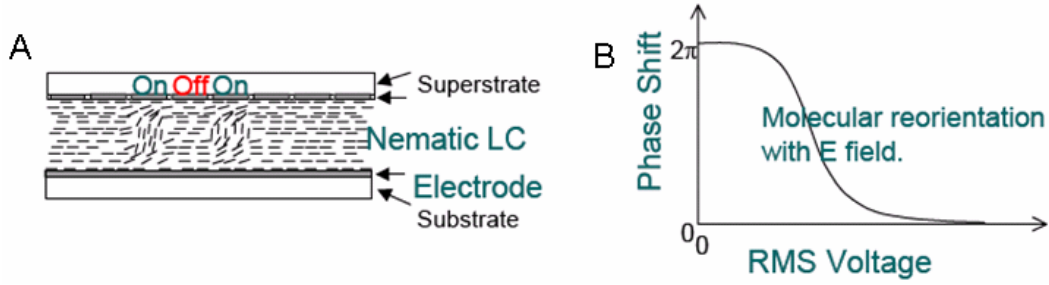 A
On Off On
Superstrate
Nematic LC
Electrode
Substrate
B
Phase Shift
2π
Molecular reorientation
with E field.
0
0
RMS Voltage